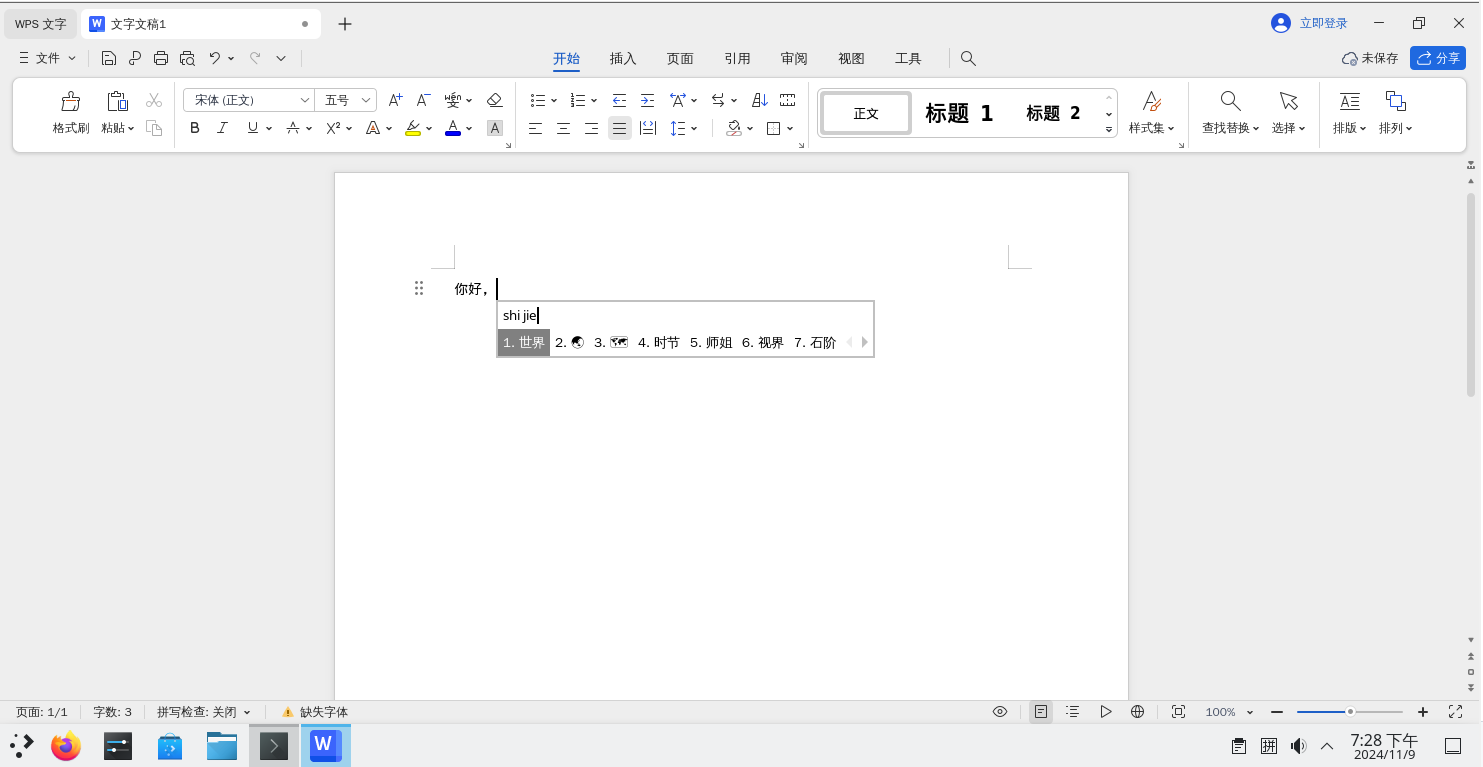 WPS 文字
文字文稿1
立即登录
文件
开始 插入 页面 引用 审阅 视图 工具
未保存
分享
宋体 (正文) 五号 A+ A- wén
格式刷 粘贴
B I U A X² A A A
正文 标题 1 标题 2
样式集 查找替换 选择 排版 排列
你好，
shi jie
1. 世界 2. 3. 4. 时节 5. 师姐 6. 视界 7. 石阶
页面: 1/1 字数: 3 拼写检查: 关闭 缺失字体
100%
拼
7:28 下午
2024/11/9